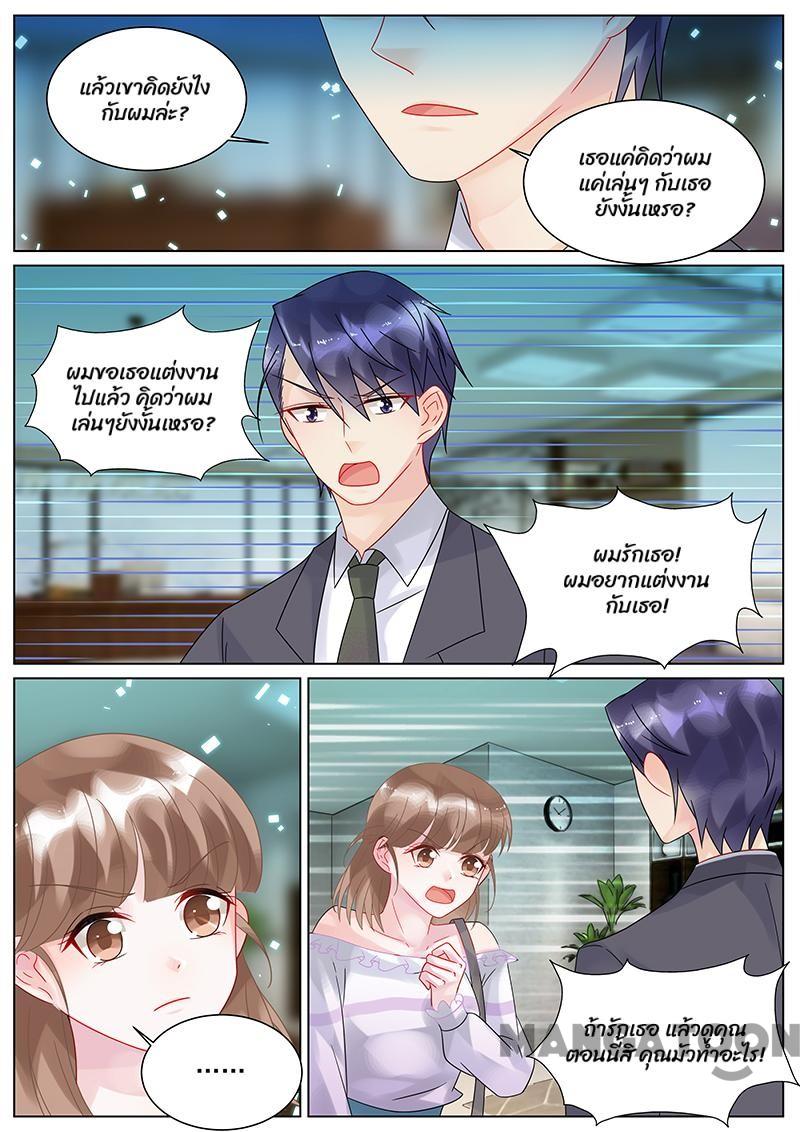 แล้วเขาคิดยังไง
กับผมล่ะ?
เธอแค่คิดว่าผม
แค่เล่นๆ กับเธอ
ยังงั้นเหรอ?
ผมขอเธอแต่งงาน
ไปแล้ว คิดว่าผม
เล่นๆยังงั้นเหรอ?
ผมรักเธอ!
ผมอยากแต่งงาน
กับเธอ!
......
ถ้ารักเธอ แล้วดูคุณ
ตอนนี้สิ คุณมัวทำอะไร!
MANGATOON